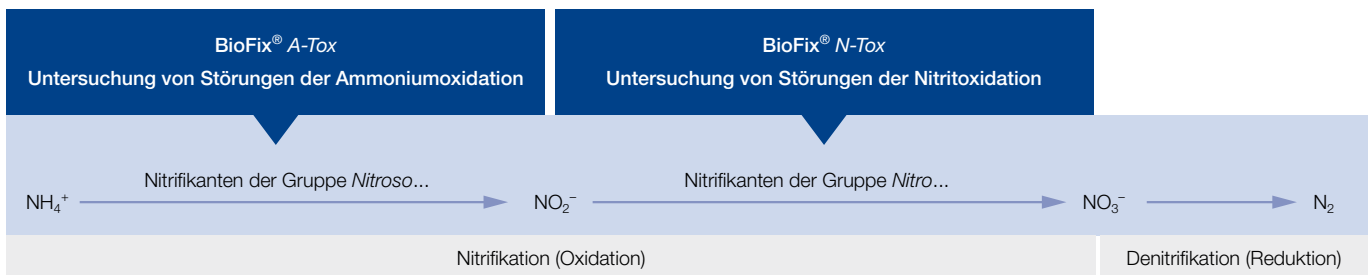 BioFix® A-Tox
Untersuchung von Störungen der Ammoniumoxidation
BioFix® N-Tox
Untersuchung von Störungen der Nitritoxidation
Nitrifikanten der Gruppe Nitroso...
Nitrifikanten der Gruppe Nitro...
NH₄⁺ NO₂⁻ NO₃⁻ N₂
Nitrifikation (Oxidation)
Denitrifikation (Reduktion)